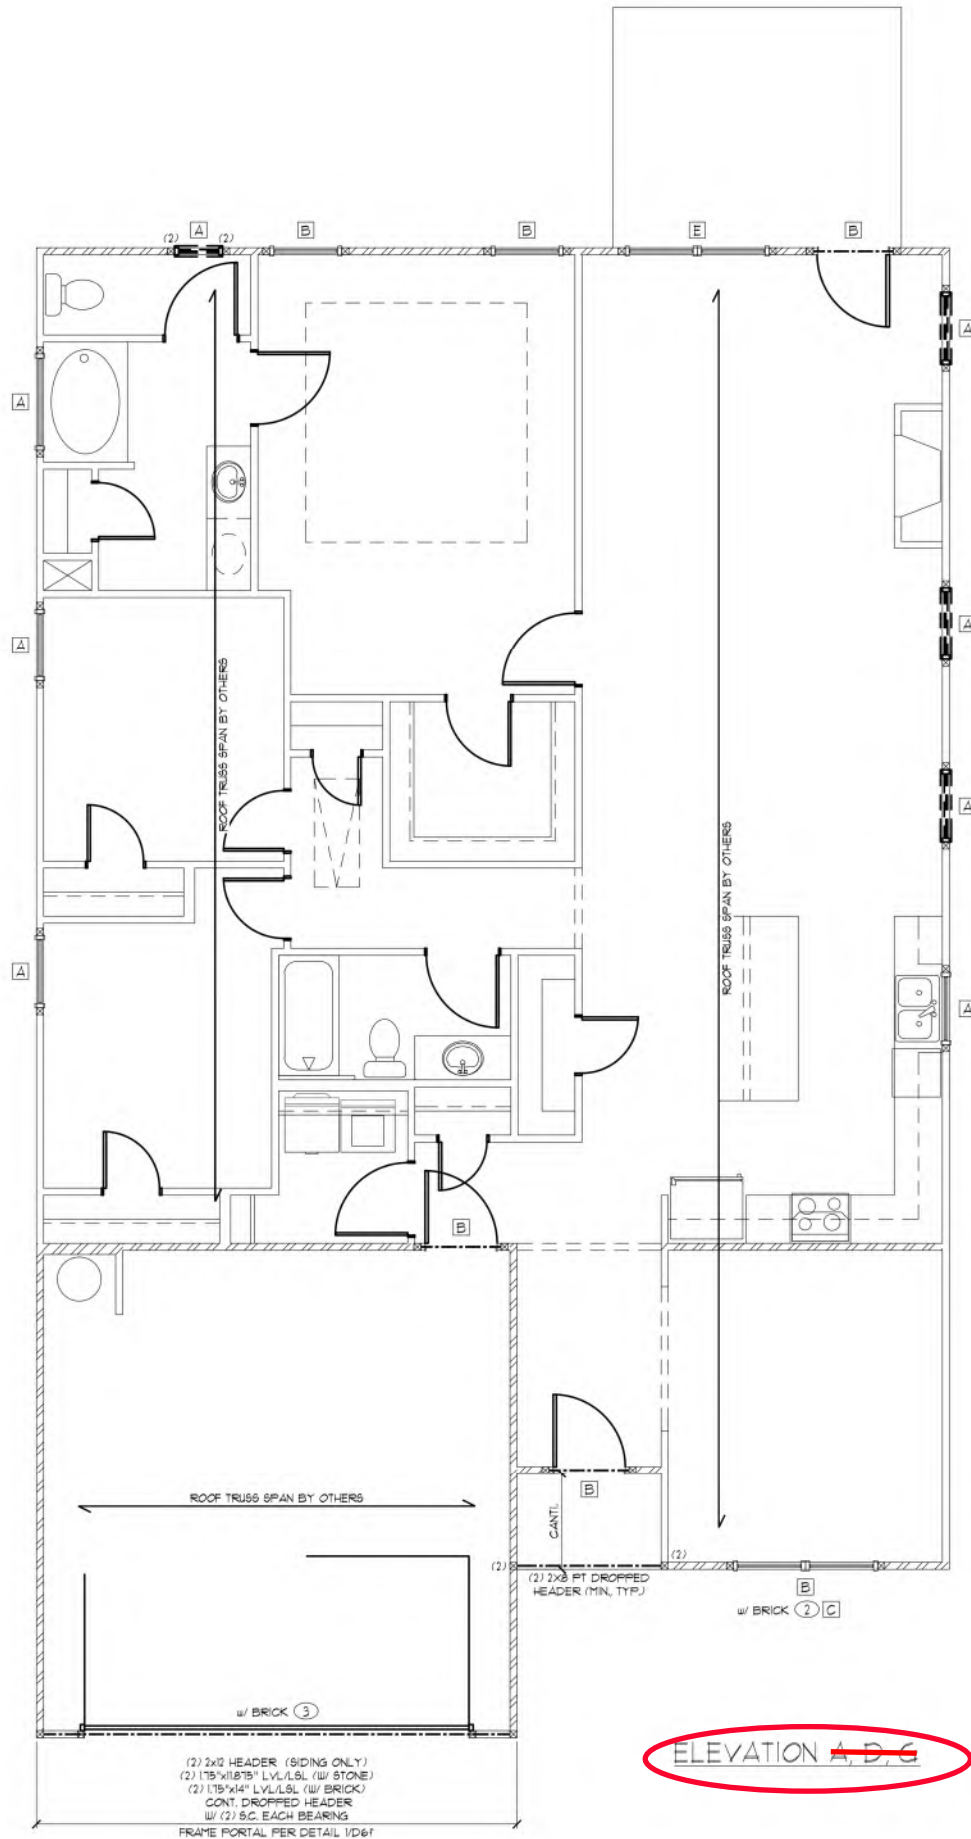 A
(2) (2)
B
B
E
B
A
A
A
A
ROOF TRUSS SPAN BY OTHERS
A
ROOF TRUSS SPAN BY OTHERS
A
A
B
ROOF TRUSS SPAN BY OTHERS
B
CANTL
(2)
(2)
(2) 2X8 PT DROPPED
HEADER (MIN., TYP.)
B
w/ BRICK 2 C
w/ BRICK 3
(2) 2x12 HEADER (SIDING ONLY)
(2) 1.75"x11.875" LVL/LSL (W/ STONE)
(2) 1.75"x14" LVL/LSL (W/ BRICK)
CONT. DROPPED HEADER
W/ (2) S.C. EACH BEARING
FRAME PORTAL PER DETAIL 1/D6f
ELEVATION A, D, G